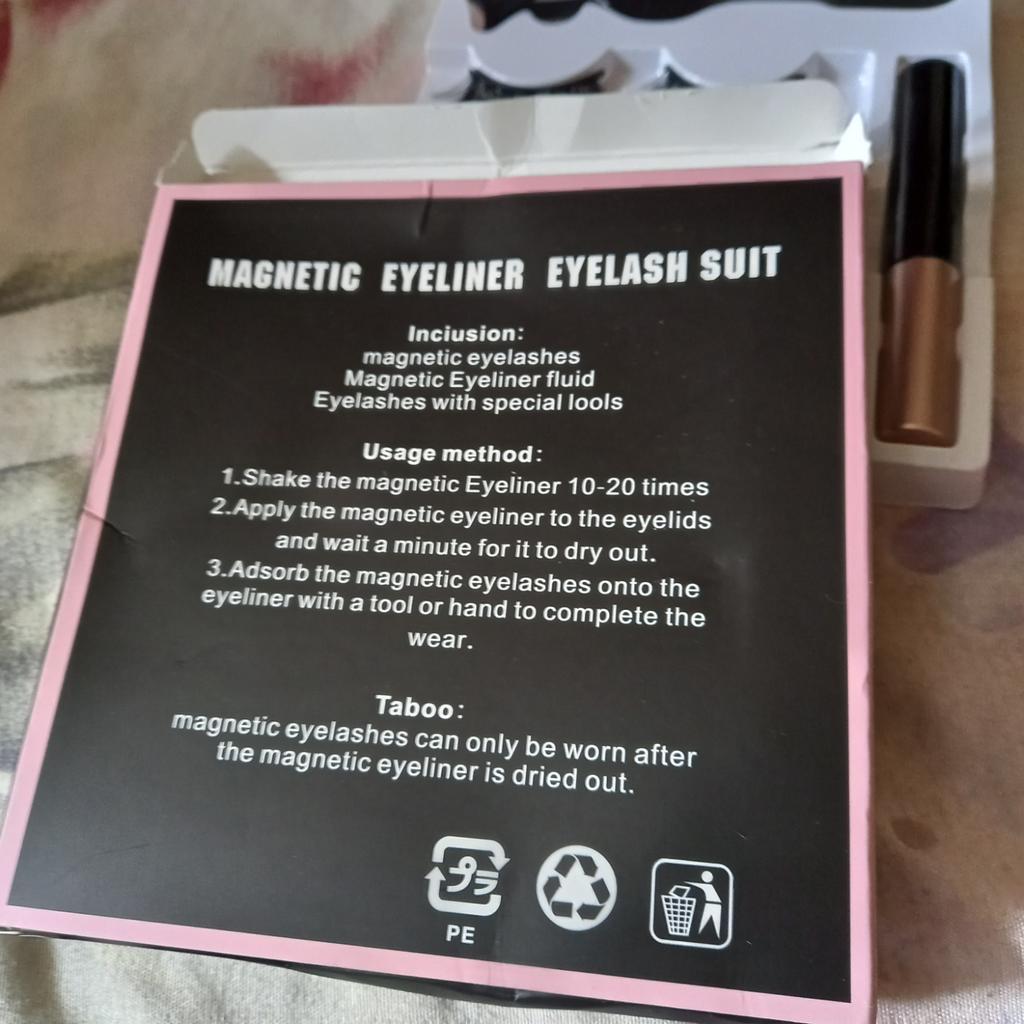 MAGNETIC EYELINER EYELASH SUIT
Inciusion:
magnetic eyelashes
Magnetic Eyeliner fluid
Eyelashes with special lools
Usage method:
1.Shake the magnetic Eyeliner 10-20 times
2.Apply the magnetic eyeliner to the eyelids
and wait a minute for it to dry out.
3.Adsorb the magnetic eyelashes onto the
eyeliner with a tool or hand to complete the
wear.
Taboo:
magnetic eyelashes can only be worn after
the magnetic eyeliner is dried out.
プラ
PE